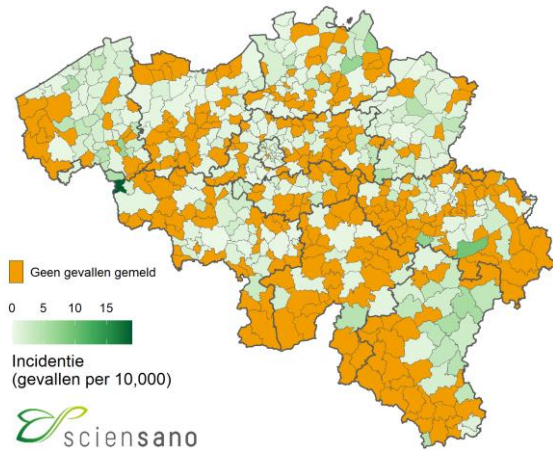 Geen gevallen gemeld
0 5 10 15
Incidentie
(gevallen per 10,000)
sciensano